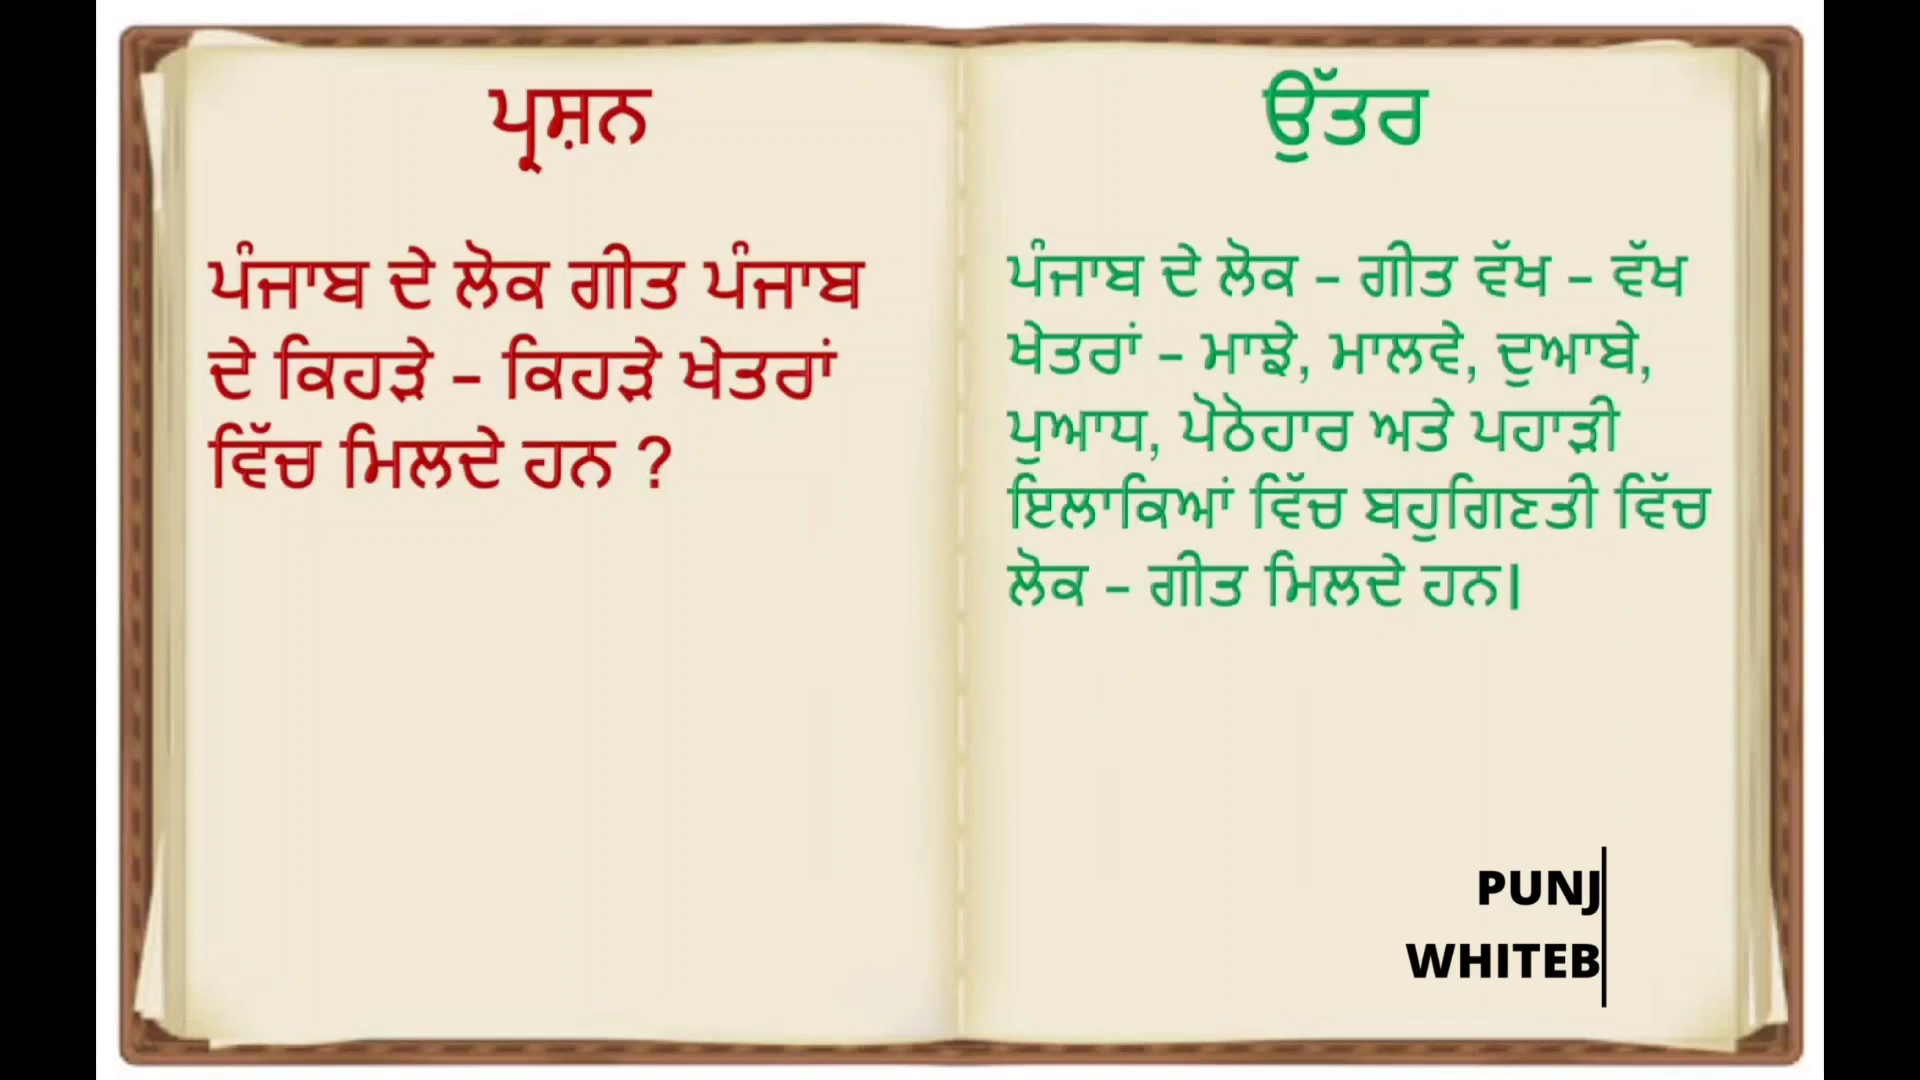 ਪ੍ਰਸ਼ਨ
ਪੰਜਾਬ ਦੇ ਲੋਕ ਗੀਤ ਪੰਜਾਬ
ਦੇ ਕਿਹੜੇ – ਕਿਹੜੇ ਖੇਤਰਾਂ
ਵਿੱਚ ਮਿਲਦੇ ਹਨ ?
ਉੱਤਰ
ਪੰਜਾਬ ਦੇ ਲੋਕ – ਗੀਤ ਵੱਖ – ਵੱਖ
ਖੇਤਰਾਂ – ਮਾਝੇ, ਮਾਲਵੇ, ਦੁਆਬੇ,
ਪੁਆਧ, ਪੋਠੋਹਾਰ ਅਤੇ ਪਹਾੜੀ
ਇਲਾਕਿਆਂ ਵਿੱਚ ਬਹੁਗਿਣਤੀ ਵਿੱਚ
ਲੋਕ – ਗੀਤ ਮਿਲਦੇ ਹਨ।
PUNJ
WHITEB